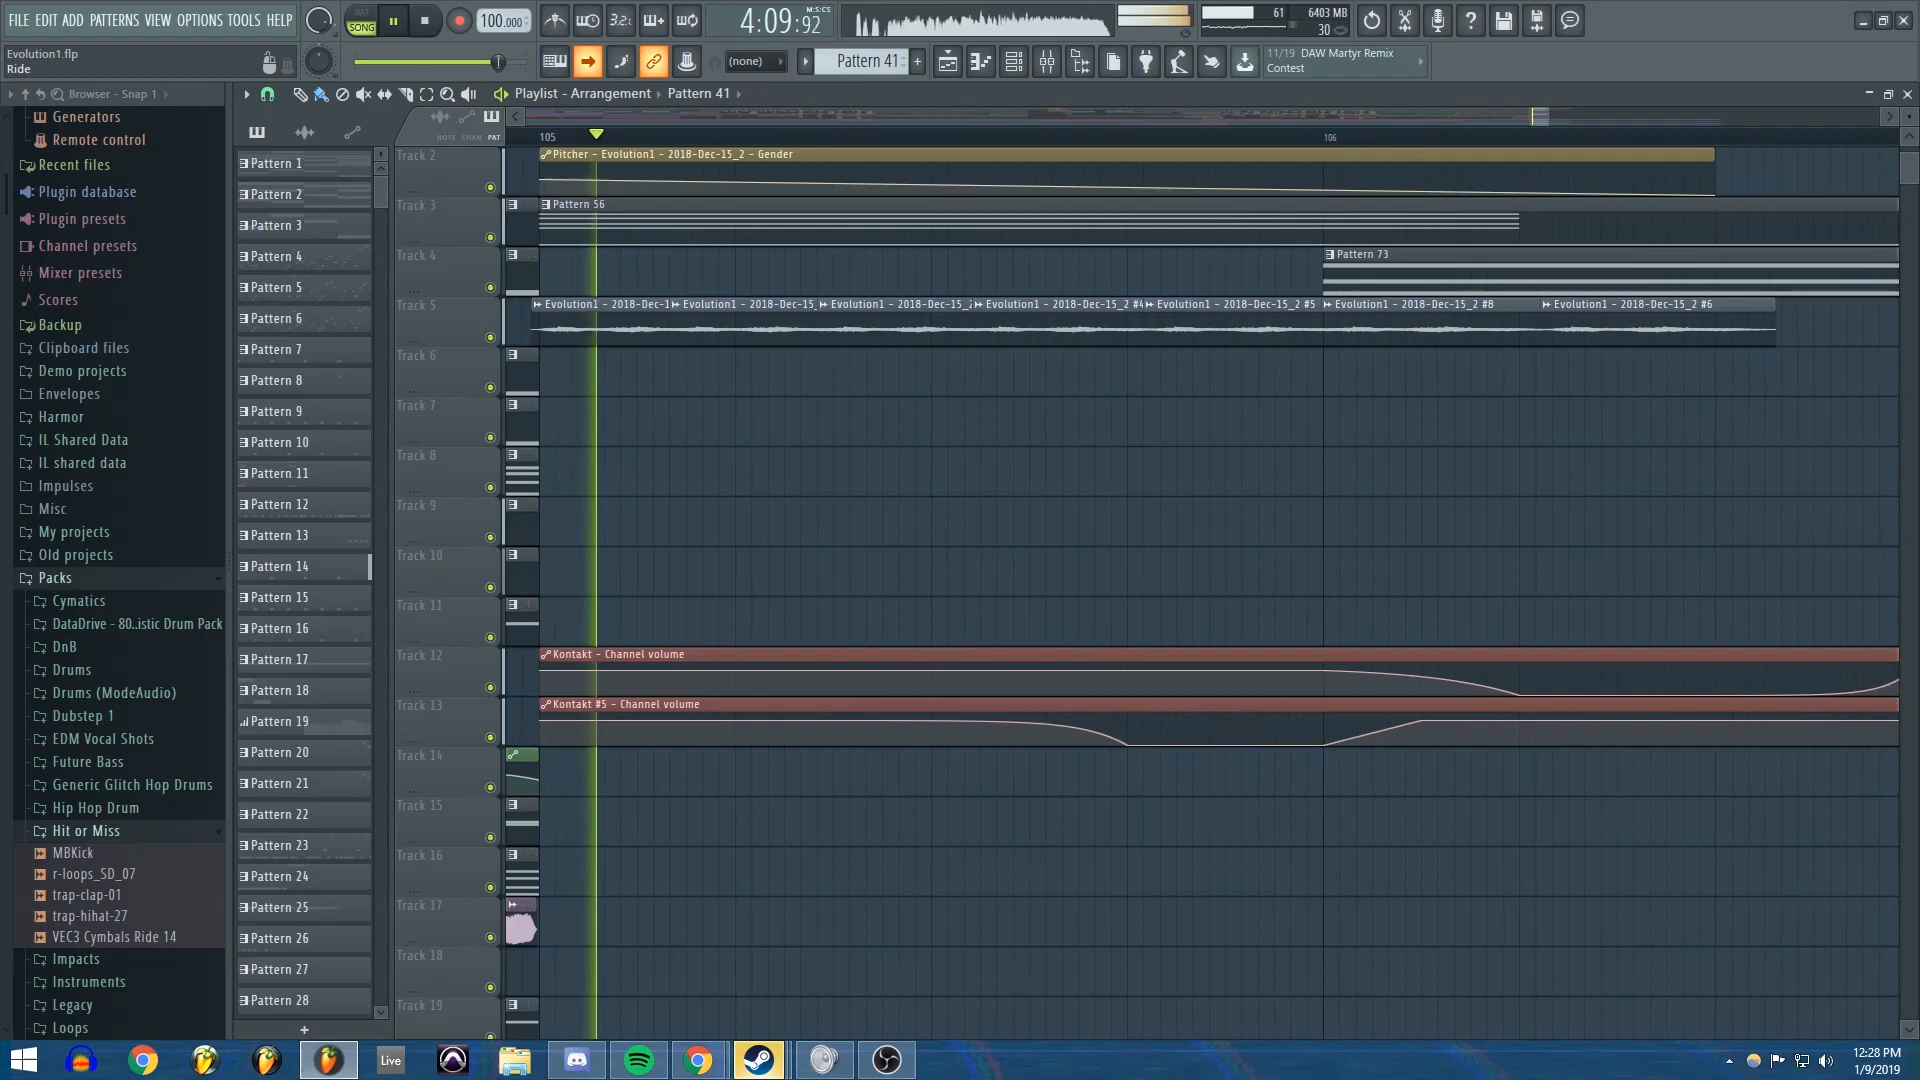 FILE EDIT ADD PATTERNS VIEW OPTIONS TOOLS HELP
PAT
SONG
100.000
3.2.
4:09:92
M:S:CS
61
6403 MB
30
Evolution1.flp
Ride
(none)
Pattern 41
11/19 DAW Martyr Remix
Contest
Browser - Snap 1
Playlist - Arrangement › Pattern 41 ›
NOTE CHAN PAT
105
106
Generators
Remote control
Recent files
Plugin database
Plugin presets
Channel presets
Mixer presets
Scores
Backup
Clipboard files
Demo projects
Envelopes
Harmor
IL Shared Data
IL shared data
Impulses
Misc
My projects
Old projects
Packs
Cymatics
DataDrive - 80..istic Drum Pack
DnB
Drums
Drums (ModeAudio)
Dubstep 1
EDM Vocal Shots
Future Bass
Generic Glitch Hop Drums
Hip Hop Drum
Hit or Miss
MBKick
r-loops_SD_07
trap-clap-01
trap-hihat-27
VEC3 Cymbals Ride 14
Impacts
Instruments
Legacy
Loops
Pattern 1
Pattern 2
Pattern 3
Pattern 4
Pattern 5
Pattern 6
Pattern 7
Pattern 8
Pattern 9
Pattern 10
Pattern 11
Pattern 12
Pattern 13
Pattern 14
Pattern 15
Pattern 16
Pattern 17
Pattern 18
Pattern 19
Pattern 20
Pattern 21
Pattern 22
Pattern 23
Pattern 24
Pattern 25
Pattern 26
Pattern 27
Pattern 28
+
Track 2
Pitcher - Evolution1 - 2018-Dec-15_2 - Gender
Track 3
Pattern 56
Track 4
Pattern 73
Track 5
Evolution1 - 2018-Dec-1
Evolution1 - 2018-Dec-15_
Evolution1 - 2018-Dec-15_2
Evolution1 - 2018-Dec-15_2 #4
Evolution1 - 2018-Dec-15_2 #5
Evolution1 - 2018-Dec-15_2 #8
Evolution1 - 2018-Dec-15_2 #6
Track 6
Track 7
Track 8
Track 9
Track 10
Track 11
Track 12
Kontakt - Channel volume
Track 13
Kontakt #5 - Channel volume
Track 14
Track 15
Track 16
Track 17
Track 18
Track 19
Live
12:28 PM
1/9/2019